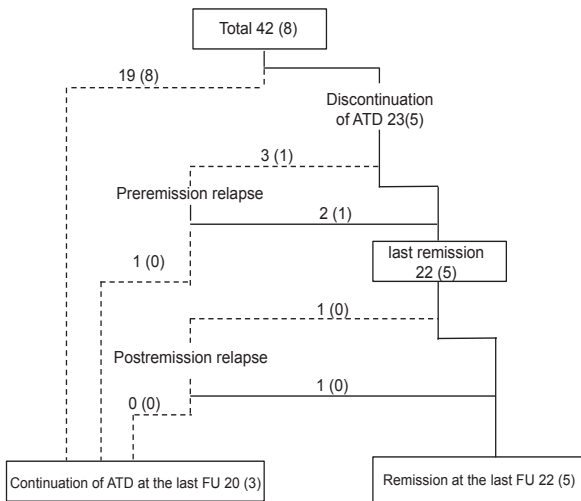 Total 42 (8)
19 (8)
Discontinuation
of ATD 23(5)
3 (1)
Preremission relapse
2 (1)
1 (0)
last remission
22 (5)
1 (0)
Postremission relapse
1 (0)
0 (0)
Continuation of ATD at the last FU 20 (3)
Remission at the last FU 22 (5)